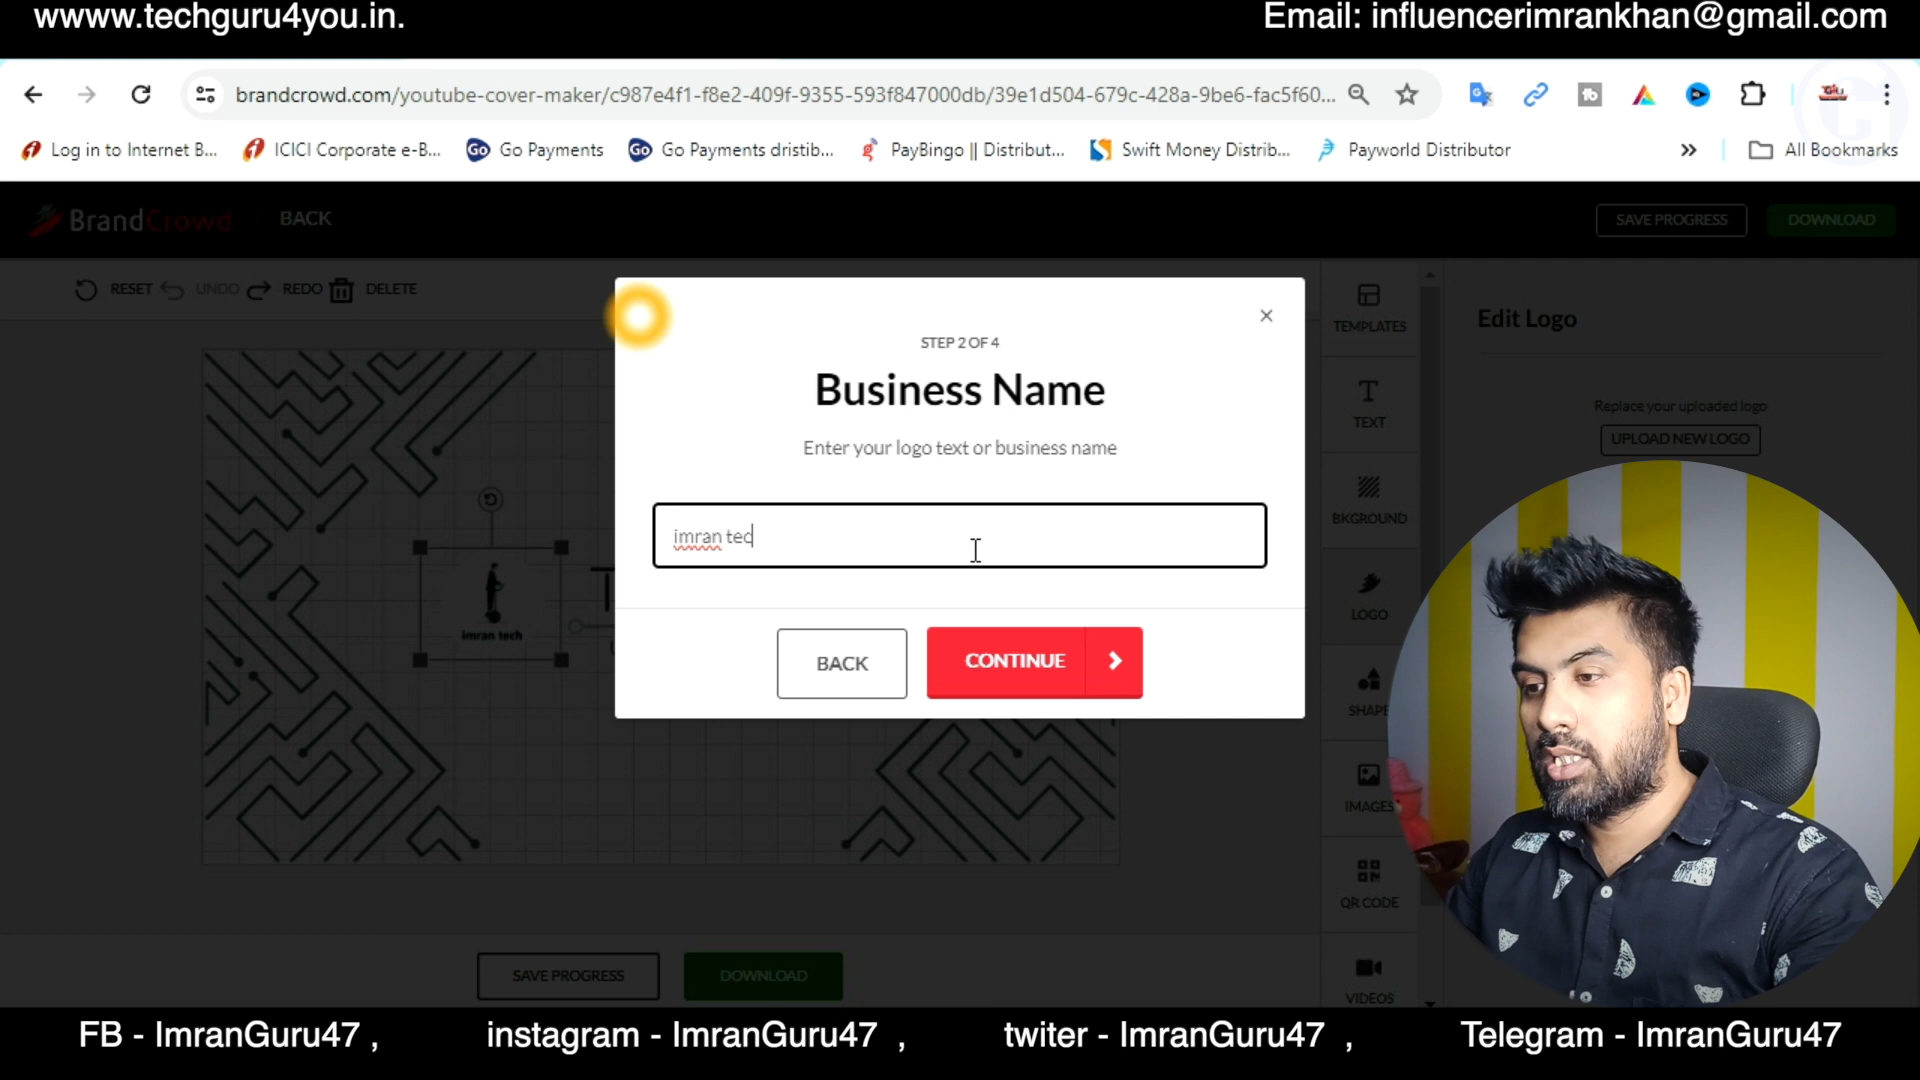 www.techguru4you.in.
Email: influencerimrankhan@gmail.com
brandcrowd.com/youtube-cover-maker/c987e4f1-f8e2-409f-9355-593f847000db/39e1d504-679c-428a-9be6-fac5f60...
Log in to Internet B...
ICICI Corporate e-B...
Go Payments
Go Payments dristib...
PayBingo || Distribut...
Swift Money Distrib...
Payworld Distributor
All Bookmarks
BrandCrowd
BACK
SAVE PROGRESS
DOWNLOAD
RESET
UNDO
REDO
DELETE
STEP 2 OF 4
Business Name
Enter your logo text or business name
imran tec
BACK
CONTINUE
imran tech
TEMPLATES
TEXT
BKGROUND
LOGO
SHAPE
IMAGES
QR CODE
VIDEOS
Edit Logo
Replace your uploaded logo
UPLOAD NEW LOGO
SAVE PROGRESS
DOWNLOAD
FB - ImranGuru47 ,
instagram - ImranGuru47 ,
twiter - ImranGuru47 ,
Telegram - ImranGuru47